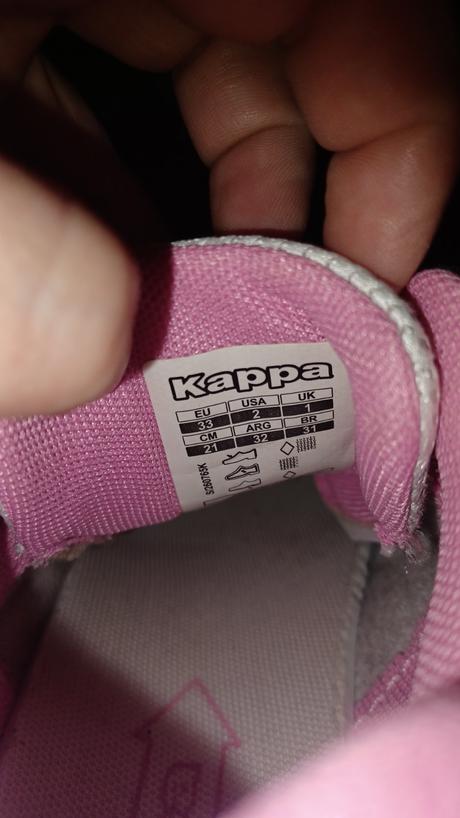 Kappa
EU USA UK
33 2 1
CM ARG BR
21 32 31